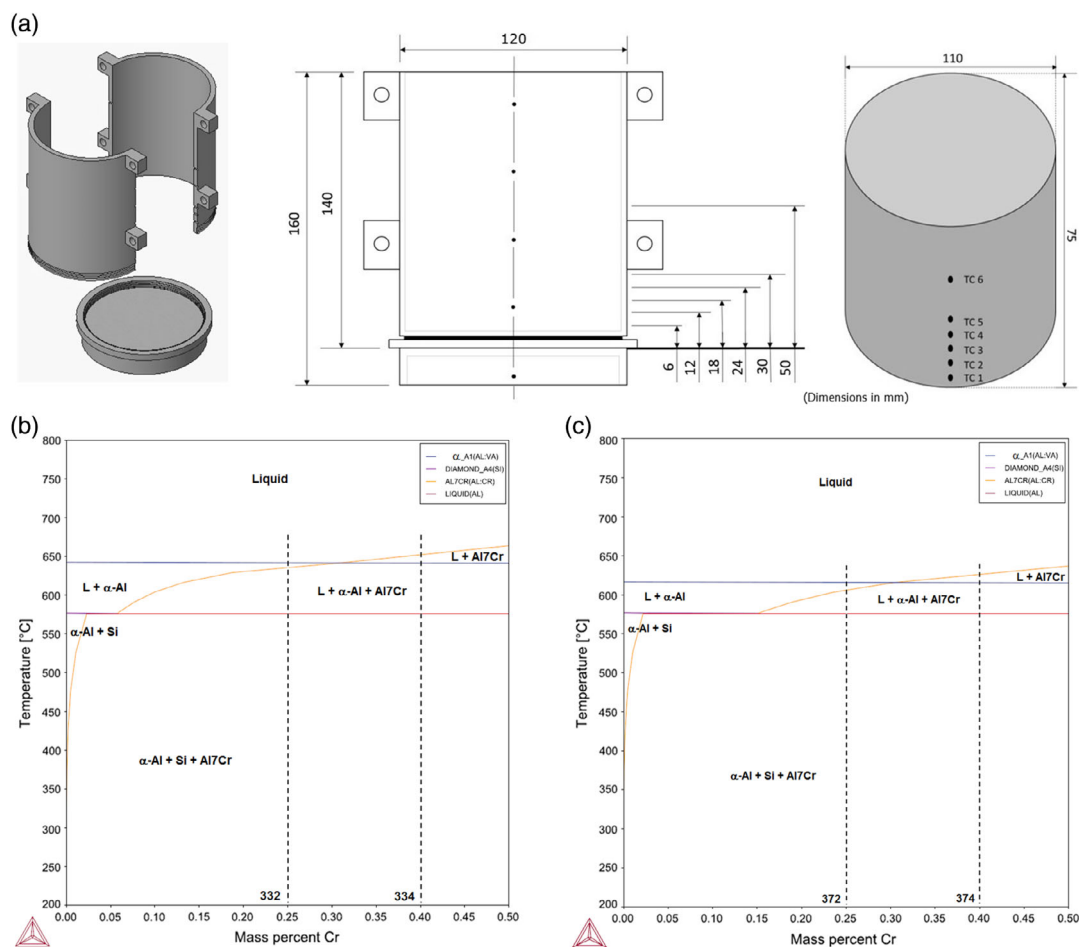 (a)
120
160
140
6
12
18
24
30
50
110
75
TC 6
TC 5
TC 4
TC 3
TC 2
TC 1
(Dimensions in mm)
(b)
800
750
700
650
600
550
500
450
400
350
300
250
200
Temperature [°C]
α_A1(AL:VA)
DIAMOND_A4(SI)
AL7CR(AL:CR)
LIQUID(AL)
Liquid
L + Al7Cr
L + α-Al
L + α-Al + Al7Cr
α-Al + Si
α-Al + Si + Al7Cr
332
334
0.00 0.05 0.10 0.15 0.20 0.25 0.30 0.35 0.40 0.45 0.50
Mass percent Cr
(c)
800
750
700
650
600
550
500
450
400
350
300
250
200
Temperature [°C]
α_A1(AL:VA)
DIAMOND_A4(SI)
AL7CR(AL:CR)
LIQUID(AL)
Liquid
L + Al7Cr
L + α-Al
L + α-Al + Al7Cr
α-Al + Si
α-Al + Si + Al7Cr
372
374
0.00 0.05 0.10 0.15 0.20 0.25 0.30 0.35 0.40 0.45 0.50
Mass percent Cr